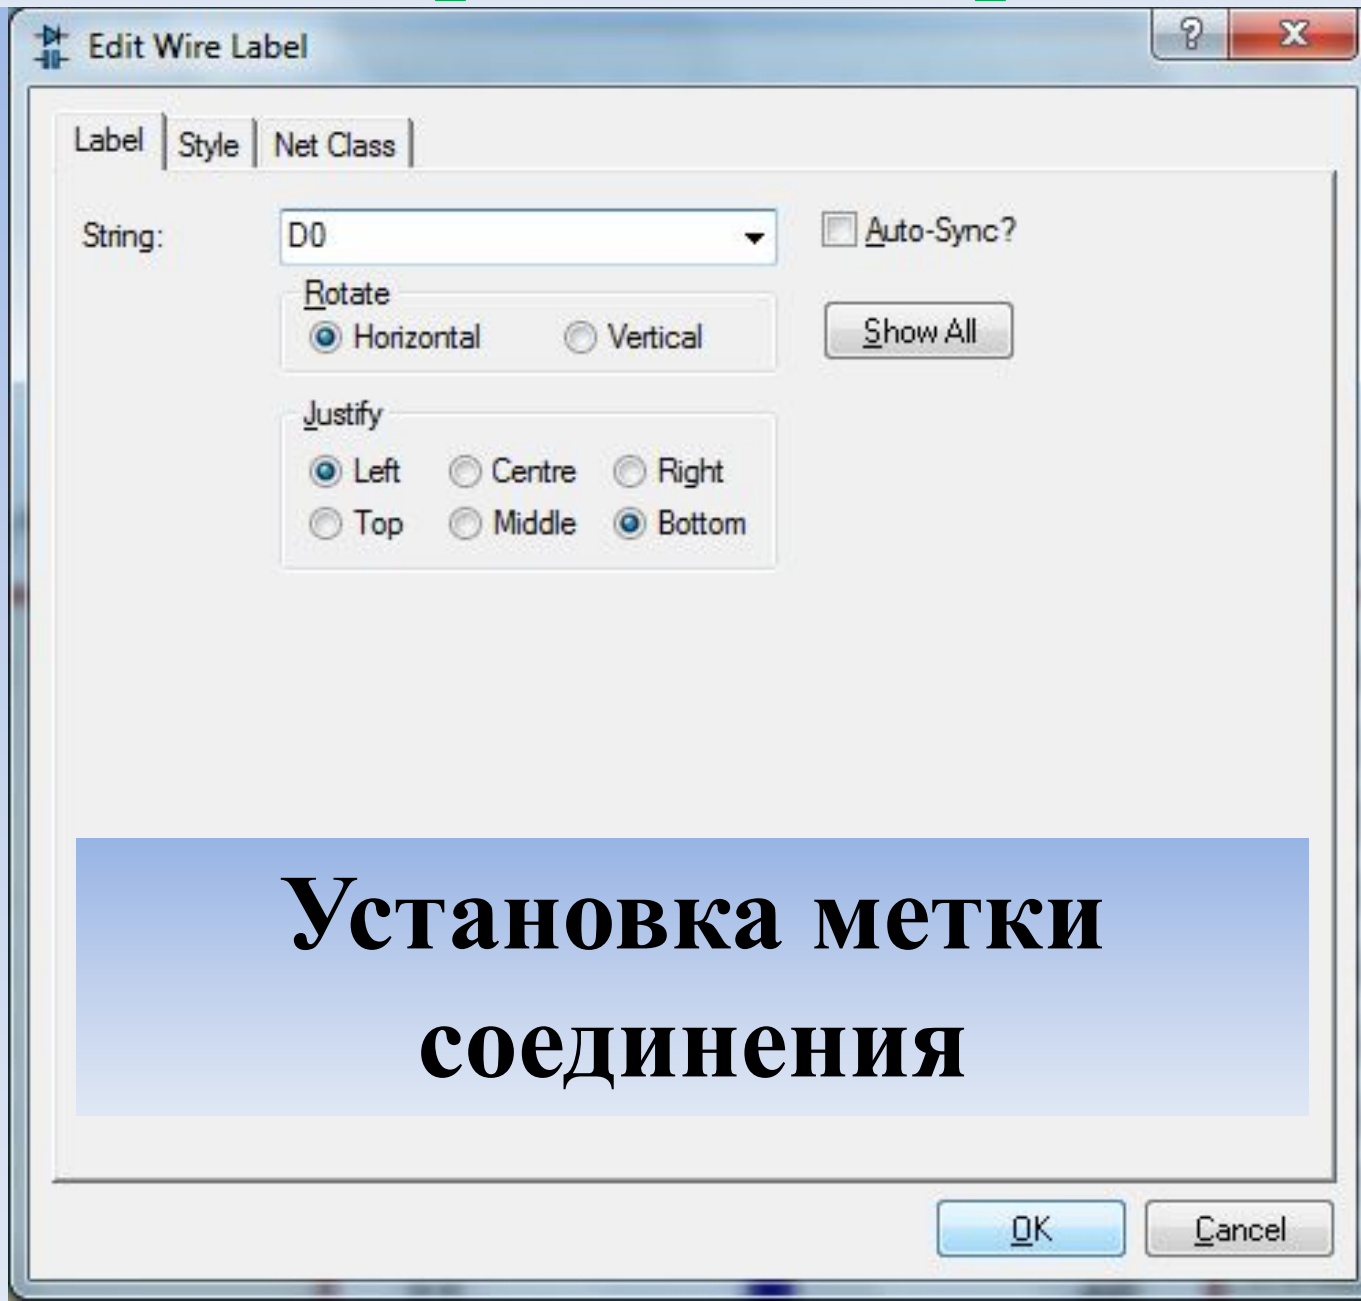 Edit Wire Label
?
Label Style Net Class
String: D0 Auto-Sync?
Rotate
Horizontal Vertical Show All
Justify
Left Centre Right
Top Middle Bottom
Установка метки
соединения
OK Cancel